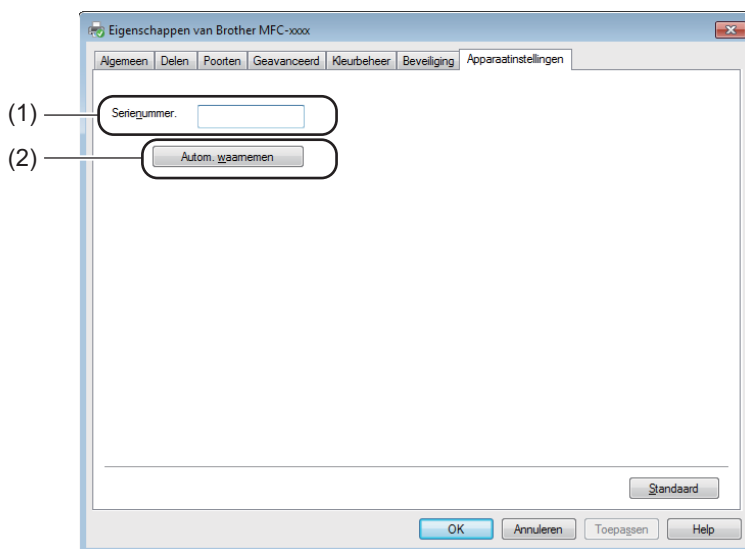 Eigenschappen van Brother MFC-xxxx
Algemeen Delen Poorten Geavanceerd Kleurbeheer Beveiliging Apparaatinstellingen
(1) Serienummer.
(2) Autom. waarnemen
Standaard
OK Annuleren Toepassen Help